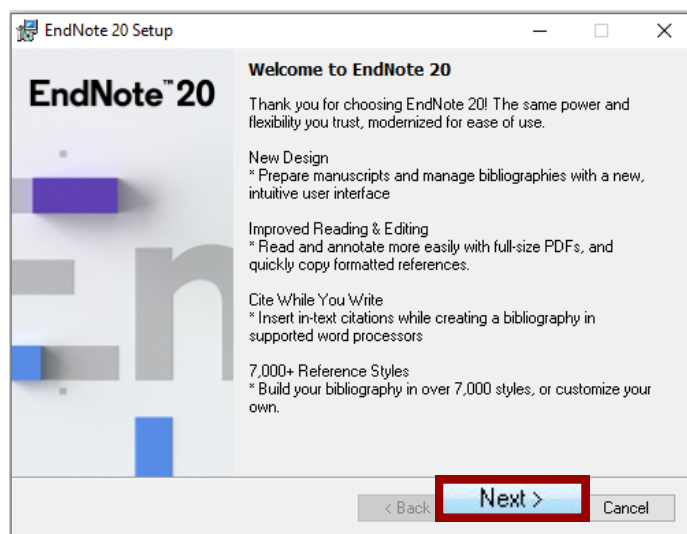 EndNote 20 Setup
EndNote™20
Welcome to EndNote 20
Thank you for choosing EndNote 20! The same power and
flexibility you trust, modernized for ease of use.
New Design
* Prepare manuscripts and manage bibliographies with a new,
intuitive user interface
Improved Reading & Editing
* Read and annotate more easily with full-size PDFs, and
quickly copy formatted references.
Cite While You Write
* Insert in-text citations while creating a bibliography in
supported word processors
7,000+ Reference Styles
* Build your bibliography in over 7,000 styles, or customize your
own.
En
< Back Next > Cancel